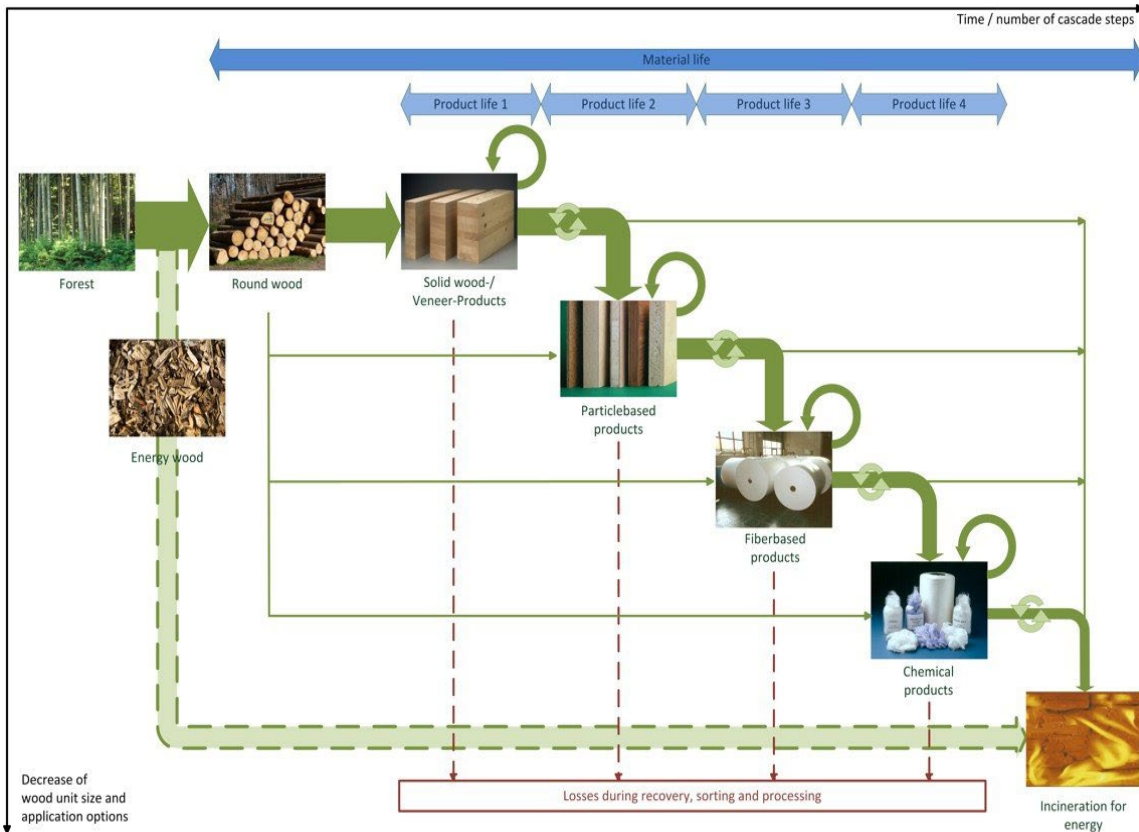 Time / number of cascade steps
Material life
Product life 1
Product life 2
Product life 3
Product life 4
Forest
Round wood
Solid wood-/
Veneer-Products
Energy wood
Particlebased
products
Fiberbased
products
Chemical
products
Decrease of
wood unit size and
application options
Losses during recovery, sorting and processing
Incineration for
energy